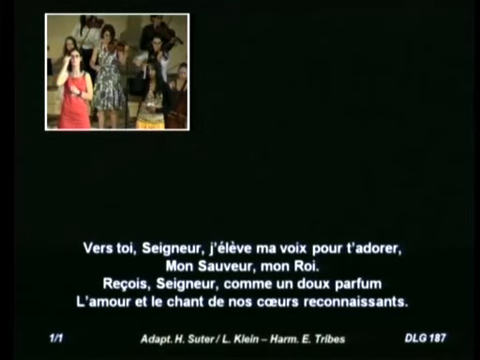 Vers toi, Seigneur, j'élève ma voix pour t'adorer,
Mon Sauveur, mon Roi.
Reçois, Seigneur, comme un doux parfum
L'amour et le chant de nos cœurs reconnaissants.
1/1 Adapt. H. Suter / L. Klein – Harm. E. Tribes DLG 187